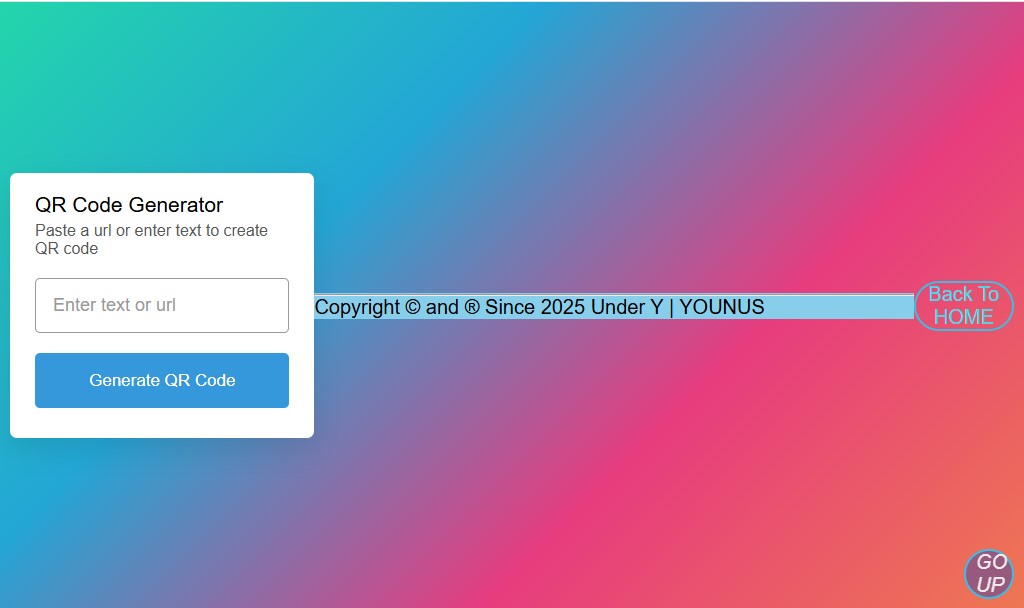 QR Code Generator
Paste a url or enter text to create
QR code
Enter text or url
Generate QR Code
Copyright © and ® Since 2025 Under Y | YOUNUS
Back To
HOME
GO
UP